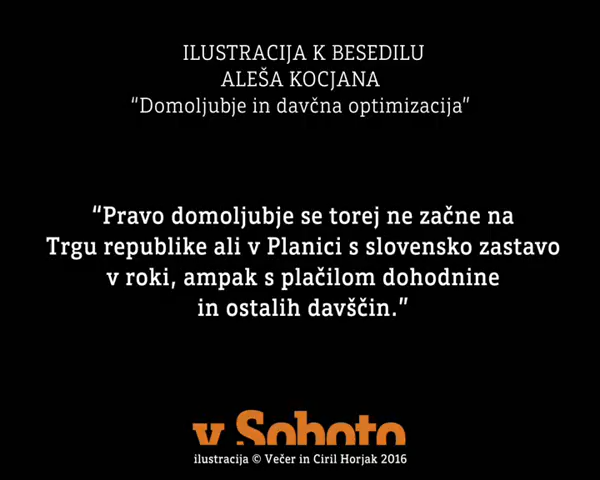 ILUSTRACIJA K BESEDILU
ALEŠA KOCJANA
“Domoljubje in davčna optimizacija”
“Pravo domoljubje se torej ne začne na
Trgu republike ali v Planici s slovensko zastavo
v roki, ampak s plačilom dohodnine
in ostalih davščin.”
v Soboto
ilustracija © Večer in Ciril Horjak 2016